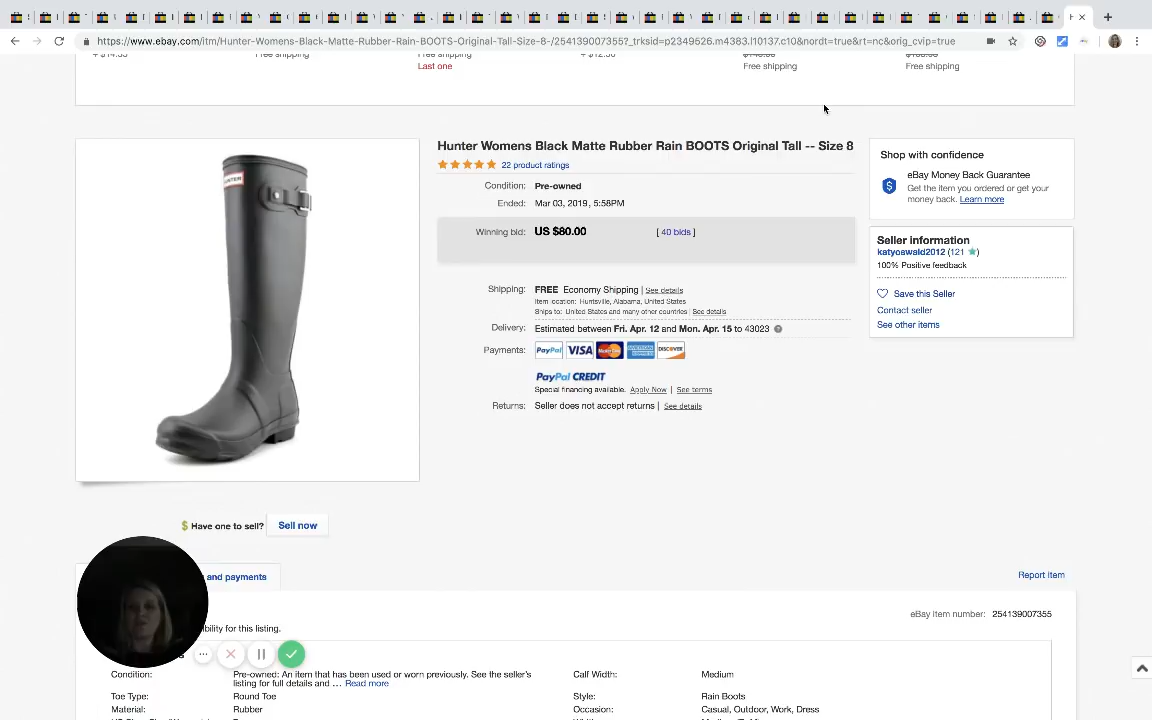 https://www.ebay.com/itm/Hunter-Womens-Black-Matte-Rubber-Rain-BOOTS-Original-Tall-Size-8-/254139007355?_trksid=p2349526.m4383.l10137.c10&nordt=true&rt=nc&orig_cvip=true
Free shipping
Last one
Free shipping
Free shipping
Hunter Womens Black Matte Rubber Rain BOOTS Original Tall -- Size 8
22 product ratings
Condition: Pre-owned
Ended: Mar 03, 2019, 5:58PM
Winning bid: US $80.00 [ 40 bids ]
Shipping: FREE Economy Shipping | See details
Item location: Huntsville, Alabama, United States
Ships to: United States and many other countries | See details
Delivery: Estimated between Fri. Apr. 12 and Mon. Apr. 15 to 43023
Payments: PayPal VISA MasterCard DISCOVER
PayPal CREDIT
Special financing available. Apply Now | See terms
Returns: Seller does not accept returns | See details
Shop with confidence
eBay Money Back Guarantee
Get the item you ordered or get your
money back. Learn more
Seller information
katyoswald2012 (121 )
100% Positive feedback
Save this Seller
Contact seller
See other items
Have one to sell? Sell now
and payments
Report item
eBay item number: 254139007355
ibility for this listing.
Condition: Pre-owned: An item that has been used or worn previously. See the seller's
listing for full details and ... Read more
Calf Width: Medium
Toe Type: Round Toe
Style: Rain Boots
Material: Rubber
Occasion: Casual, Outdoor, Work, Dress